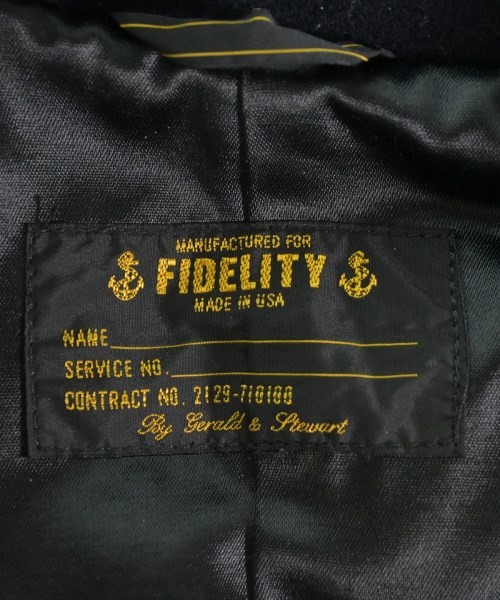 MANUFACTURED FOR
FIDELITY
MADE IN USA
NAME
SERVICE NO.
CONTRACT NO. 2129-710100
By Gerald & Stewart